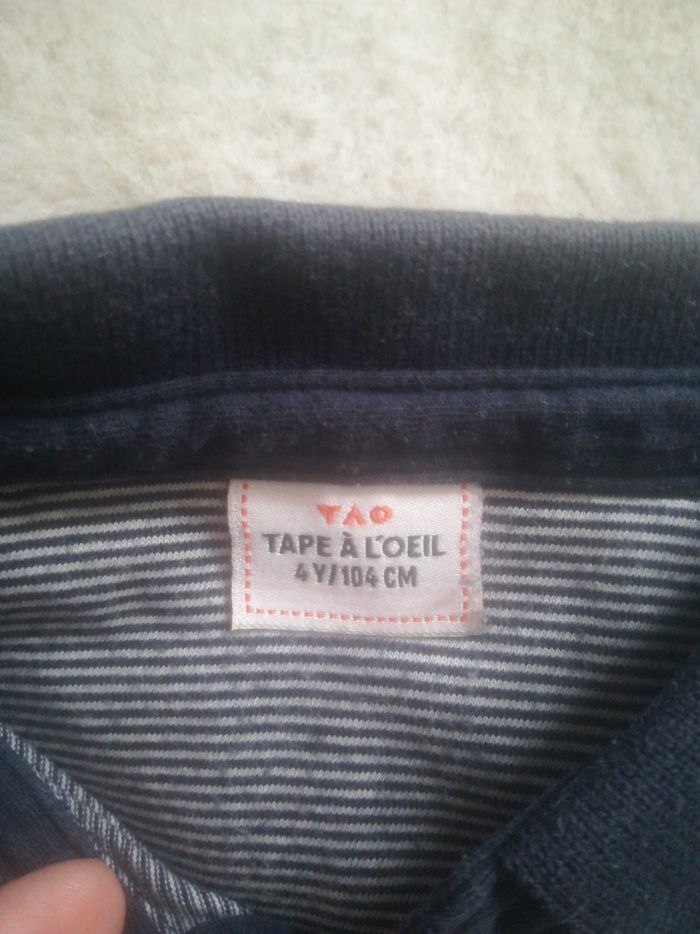 TAO
TAPE À L'OEIL
4 Y/104 CM